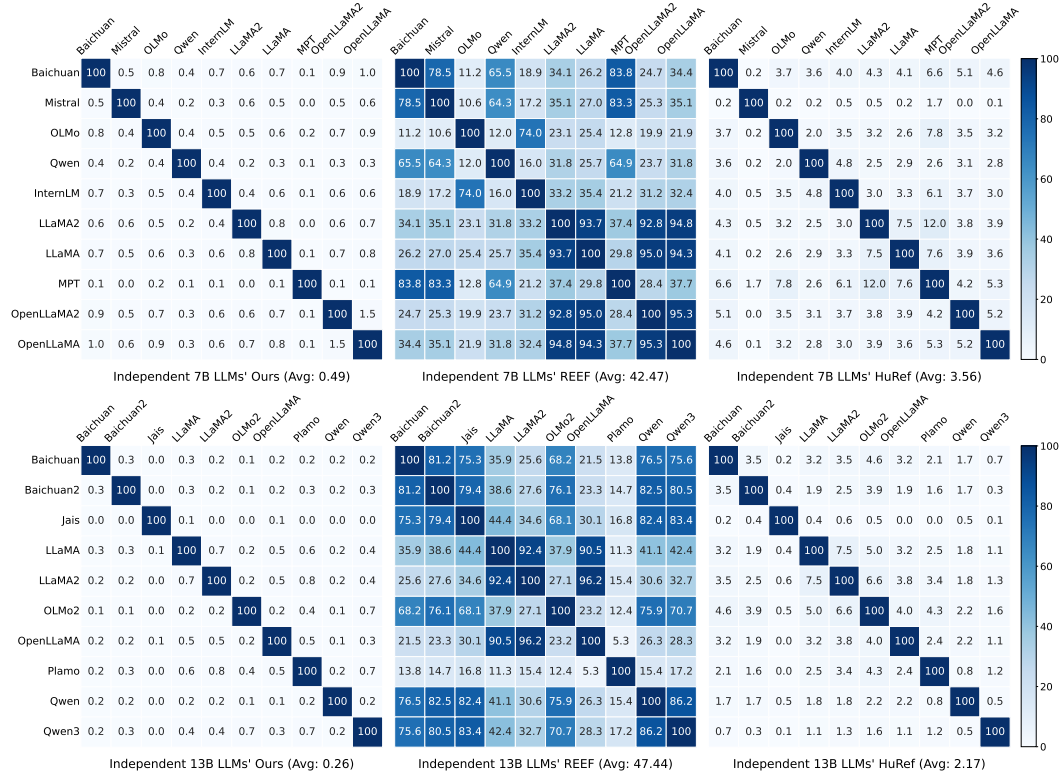 Baichuan Mistral OLMo Qwen InternLM LLaMA2 LLaMA MPT OpenLLaMA2 OpenLLaMA Baichuan Mistral OLMo Qwen InternLM LLaMA2 LLaMA MPT OpenLLaMA2 OpenLLaMA Baichuan Mistral OLMo Qwen InternLM LLaMA2 LLaMA MPT OpenLLaMA2 OpenLLaMA
Baichuan 100 0.5 0.8 0.4 0.7 0.6 0.7 0.1 0.9 1.0 100 78.5 11.2 65.5 18.9 34.1 26.2 83.8 24.7 34.4 100 0.2 3.7 3.6 4.0 4.3 4.1 6.6 5.1 4.6 100
Mistral 0.5 100 0.4 0.2 0.3 0.6 0.5 0.0 0.5 0.6 78.5 100 10.6 64.3 17.2 35.1 27.0 83.3 25.3 35.1 0.2 100 0.2 0.2 0.5 0.5 0.2 1.7 0.0 0.1
OLMo 0.8 0.4 100 0.4 0.5 0.5 0.6 0.2 0.7 0.9 11.2 10.6 100 12.0 74.0 23.1 25.4 12.8 19.9 21.9 3.7 0.2 100 2.0 3.5 3.2 2.6 7.8 3.5 3.2 80
Qwen 0.4 0.2 0.4 100 0.4 0.2 0.3 0.1 0.3 0.3 65.5 64.3 12.0 100 16.0 31.8 25.7 64.9 23.7 31.8 3.6 0.2 2.0 100 4.8 2.5 2.9 2.6 3.1 2.8
InternLM 0.7 0.3 0.5 0.4 100 0.4 0.6 0.1 0.6 0.6 18.9 17.2 74.0 16.0 100 33.2 35.4 21.2 31.2 32.4 4.0 0.5 3.5 4.8 100 3.0 3.3 6.1 3.7 3.0 60
LLaMA2 0.6 0.6 0.5 0.2 0.4 100 0.8 0.0 0.6 0.7 34.1 35.1 23.1 31.8 33.2 100 93.7 37.4 92.8 94.8 4.3 0.5 3.2 2.5 3.0 100 7.5 12.0 3.8 3.9 40
LLaMA 0.7 0.5 0.6 0.3 0.6 0.8 100 0.1 0.7 0.8 26.2 27.0 25.4 25.7 35.4 93.7 100 29.8 95.0 94.3 4.1 0.2 2.6 2.9 3.3 7.5 100 7.6 3.9 3.6
MPT 0.1 0.0 0.2 0.1 0.1 0.0 0.1 100 0.1 0.1 83.8 83.3 12.8 64.9 21.2 37.4 29.8 100 28.4 37.7 6.6 1.7 7.8 2.6 6.1 12.0 7.6 100 4.2 5.3 20
OpenLLaMA2 0.9 0.5 0.7 0.3 0.6 0.6 0.7 0.1 100 1.5 24.7 25.3 19.9 23.7 31.2 92.8 95.0 28.4 100 95.3 5.1 0.0 3.5 3.1 3.7 3.8 3.9 4.2 100 5.2
OpenLLaMA 1.0 0.6 0.9 0.3 0.6 0.7 0.8 0.1 1.5 100 34.4 35.1 21.9 31.8 32.4 94.8 94.3 37.7 95.3 100 4.6 0.1 3.2 2.8 3.0 3.9 3.6 5.3 5.2 100 0
Independent 7B LLMs' Ours (Avg: 0.49) Independent 7B LLMs' REEF (Avg: 42.47) Independent 7B LLMs' HuRef (Avg: 3.56)
Baichuan Baichuan2 Jais LLaMA LLaMA2 OLMo2 OpenLLaMA Plamo Qwen Qwen3 Baichuan Baichuan2 Jais LLaMA LLaMA2 OLMo2 OpenLLaMA Plamo Qwen Qwen3 Baichuan Baichuan2 Jais LLaMA LLaMA2 OLMo2 OpenLLaMA Plamo Qwen Qwen3
Baichuan 100 0.3 0.0 0.3 0.2 0.1 0.2 0.2 0.2 0.2 100 81.2 75.3 35.9 25.6 68.2 21.5 13.8 76.5 75.6 100 3.5 0.2 3.2 3.5 4.6 3.2 2.1 1.7 0.7 100
Baichuan2 0.3 100 0.0 0.3 0.2 0.1 0.2 0.3 0.2 0.2 81.2 100 79.4 38.6 27.6 76.1 23.3 14.7 82.5 80.5 3.5 100 0.4 1.9 2.5 3.9 1.9 1.6 1.7 0.3
Jais 0.0 0.0 100 0.1 0.0 0.0 0.1 0.0 0.0 0.1 75.3 79.4 100 44.4 34.6 68.1 30.1 16.8 82.4 83.4 0.2 0.4 100 0.4 0.6 0.5 0.0 0.0 0.5 0.1 80
LLaMA 0.3 0.3 0.1 100 0.7 0.2 0.5 0.6 0.2 0.4 35.9 38.6 44.4 100 92.4 37.9 90.5 11.3 41.1 42.4 3.2 1.9 0.4 100 7.5 5.0 3.2 2.5 1.8 1.1
LLaMA2 0.2 0.2 0.0 0.7 100 0.2 0.5 0.8 0.2 0.4 25.6 27.6 34.6 92.4 100 27.1 96.2 15.4 30.6 32.7 3.5 2.5 0.6 7.5 100 6.6 3.8 3.4 1.8 1.3 60
OLMo2 0.1 0.1 0.0 0.2 0.2 100 0.2 0.4 0.1 0.7 68.2 76.1 68.1 37.9 27.1 100 23.2 12.4 75.9 70.7 4.6 3.9 0.5 5.0 6.6 100 4.0 4.3 2.2 1.6 40
OpenLLaMA 0.2 0.2 0.1 0.5 0.5 0.2 100 0.5 0.1 0.3 21.5 23.3 30.1 90.5 96.2 23.2 100 5.3 26.3 28.3 3.2 1.9 0.0 3.2 3.8 4.0 100 2.4 2.2 1.1
Plamo 0.2 0.3 0.0 0.6 0.8 0.4 0.5 100 0.2 0.7 13.8 14.7 16.8 11.3 15.4 12.4 5.3 100 15.4 17.2 2.1 1.6 0.0 2.5 3.4 4.3 2.4 100 0.8 1.2 20
Qwen 0.2 0.2 0.0 0.2 0.2 0.1 0.1 0.2 100 0.2 76.5 82.5 82.4 41.1 30.6 75.9 26.3 15.4 100 86.2 1.7 1.7 0.5 1.8 1.8 2.2 2.2 0.8 100 0.5
Qwen3 0.2 0.2 0.1 0.4 0.4 0.7 0.3 0.7 0.2 100 75.6 80.5 83.4 42.4 32.7 70.7 28.3 17.2 86.2 100 0.7 0.3 0.1 1.1 1.3 1.6 1.1 1.2 0.5 100 0
Independent 13B LLMs' Ours (Avg: 0.26) Independent 13B LLMs' REEF (Avg: 47.44) Independent 13B LLMs' HuRef (Avg: 2.17)